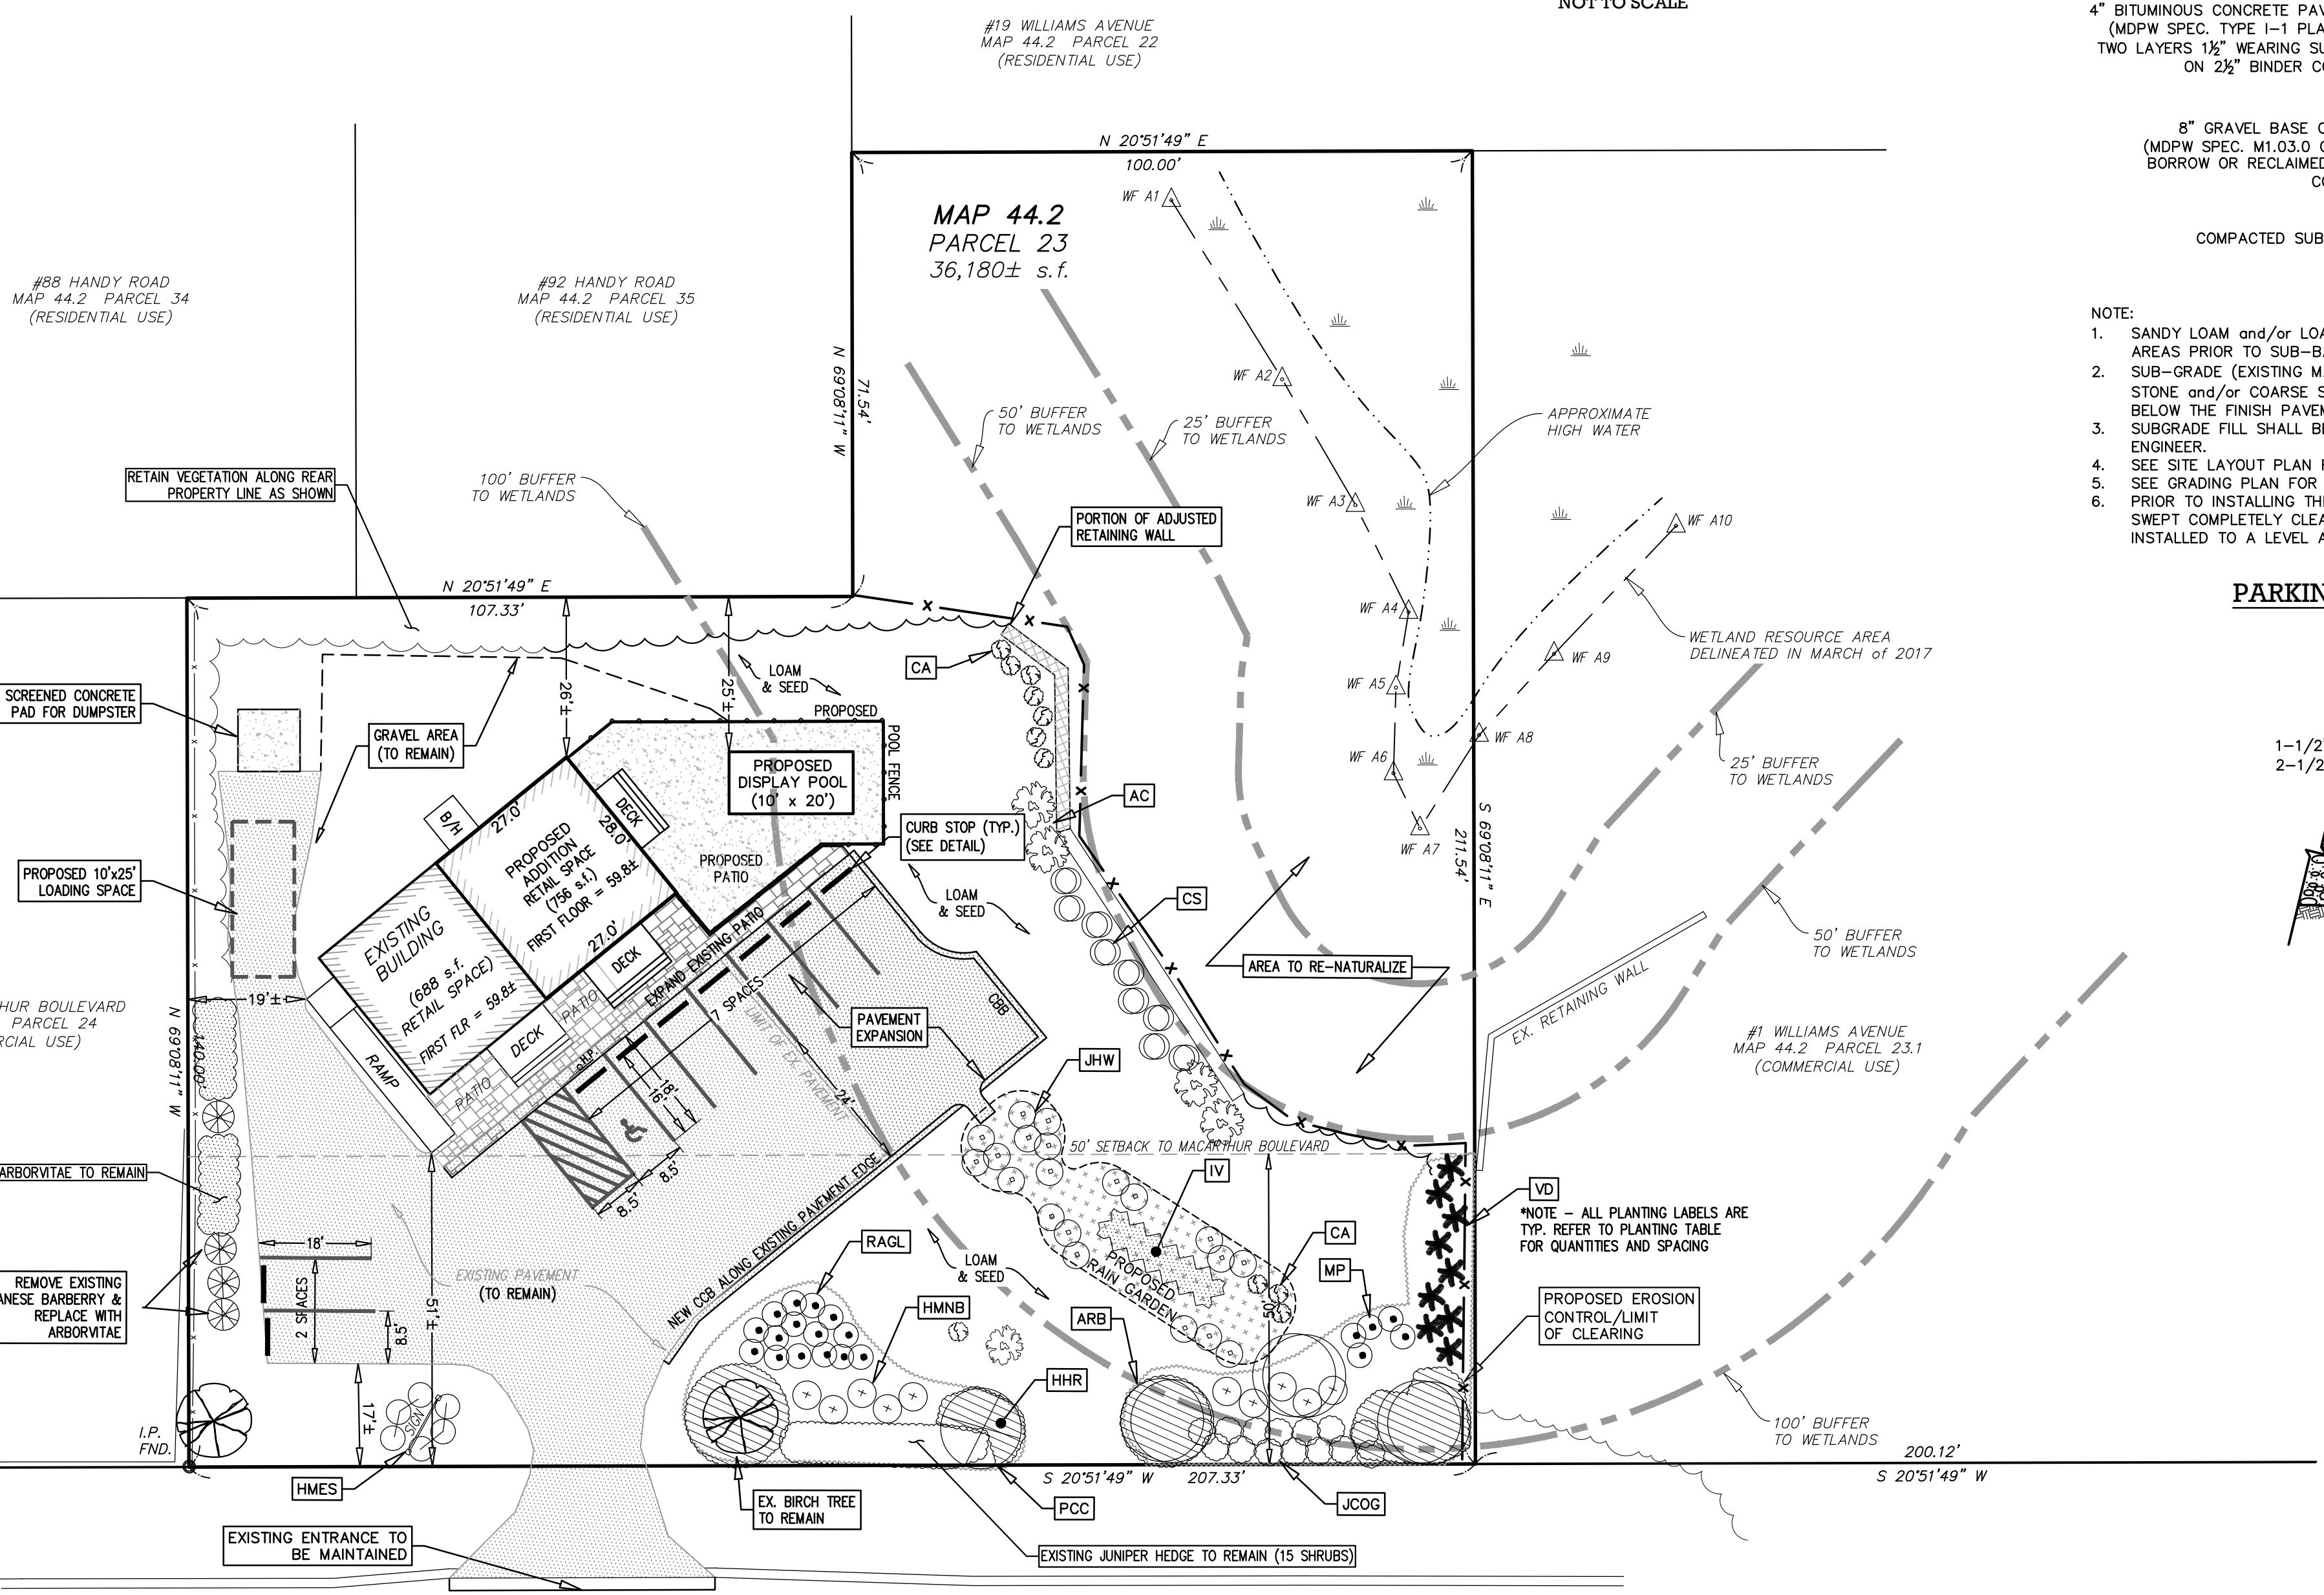 NOT TO SCALE
#19 WILLIAMS AVENUE
MAP 44.2 PARCEL 22
(RESIDENTIAL USE)
4" BITUMINOUS CONCRETE PAV
(MDPW SPEC. TYPE I-1 PLA
TWO LAYERS 1½" WEARING SU
ON 2½" BINDER CO
8" GRAVEL BASE C
(MDPW SPEC. M1.03.0
BORROW OR RECLAIMED
CO
COMPACTED SUB
N 20°51'49" E
100.00'
MAP 44.2
PARCEL 23
36,180± s.f.
#88 HANDY ROAD
MAP 44.2 PARCEL 34
(RESIDENTIAL USE)
#92 HANDY ROAD
MAP 44.2 PARCEL 35
(RESIDENTIAL USE)
NOTE:
1. SANDY LOAM and/or LOA
AREAS PRIOR TO SUB-BA
2. SUB-GRADE (EXISTING M
STONE and/or COARSE S
BELOW THE FINISH PAVEM
3. SUBGRADE FILL SHALL BE
ENGINEER.
4. SEE SITE LAYOUT PLAN F
5. SEE GRADING PLAN FOR
6. PRIOR TO INSTALLING THE
SWEPT COMPLETELY CLEA
INSTALLED TO A LEVEL A
PARKIN
1-1/2"
2-1/2
WF A1
WF A2
WF A3
WF A4
WF A5
WF A6
WF A7
WF A8
WF A9
WF A10
N 69°08'11" W
71.54'
50' BUFFER
TO WETLANDS
25' BUFFER
TO WETLANDS
APPROXIMATE
HIGH WATER
100' BUFFER
TO WETLANDS
RETAIN VEGETATION ALONG REAR
PROPERTY LINE AS SHOWN
PORTION OF ADJUSTED
RETAINING WALL
N 20°51'49" E
107.33'
WETLAND RESOURCE AREA
DELINEATED IN MARCH of 2017
CA
LOAM
& SEED
26'±
25'±
SCREENED CONCRETE
PAD FOR DUMPSTER
GRAVEL AREA
(TO REMAIN)
PROPOSED
POOL FENCE
PROPOSED
DISPLAY POOL
(10' x 20')
DECK
B/H
27.0'
28.0'
PROPOSED
ADDITION
RETAIL SPACE
(756 s.f.)
FIRST FLOOR = 59.8±
27.0'
DECK
PROPOSED
PATIO
CURB STOP (TYP.)
(SEE DETAIL)
AC
25' BUFFER
TO WETLANDS
S 69°08'11" E
211.54'
PROPOSED 10'x25'
LOADING SPACE
EXISTING
BUILDING
(688 s.f.
RETAIL SPACE)
FIRST FLR = 59.8±
LOAM
& SEED
CS
EXPAND EXISTING PATIO
7 SPACES
50' BUFFER
TO WETLANDS
AREA TO RE-NATURALIZE
19'±
HUR BOULEVARD
PARCEL 24
RCIAL USE)
N 69°08'11" W
140.00'
RAMP
PATIO
DECK
PATIO
H.P.
18'
16'
24'
LIMIT OF EX. PAVEMENT
PAVEMENT
EXPANSION
CBB
EX. RETAINING WALL
#1 WILLIAMS AVENUE
MAP 44.2 PARCEL 23.1
(COMMERCIAL USE)
JHW
50' SETBACK TO MACARTHUR BOULEVARD
ARBORVITAE TO REMAIN
8.5'
8.5'
IV
VD
*NOTE - ALL PLANTING LABELS ARE
TYP. REFER TO PLANTING TABLE
FOR QUANTITIES AND SPACING
NEW CCB ALONG EXISTING PAVEMENT EDGE
18'
2 SPACES
8.5'
51'±
EXISTING PAVEMENT
(TO REMAIN)
RAGL
LOAM
& SEED
PROPOSED
RAIN GARDEN
CA
MP
50'
REMOVE EXISTING
ANESE BARBERRY &
REPLACE WITH
ARBORVITAE
HMNB
ARB
PROPOSED EROSION
CONTROL/LIMIT
OF CLEARING
HHR
17'±
SIGN
I.P.
FND.
100' BUFFER
TO WETLANDS
200.12'
S 20°51'49" W
S 20°51'49" W 207.33'
HMES
EX. BIRCH TREE
TO REMAIN
PCC
JCOG
EXISTING ENTRANCE TO
BE MAINTAINED
EXISTING JUNIPER HEDGE TO REMAIN (15 SHRUBS)